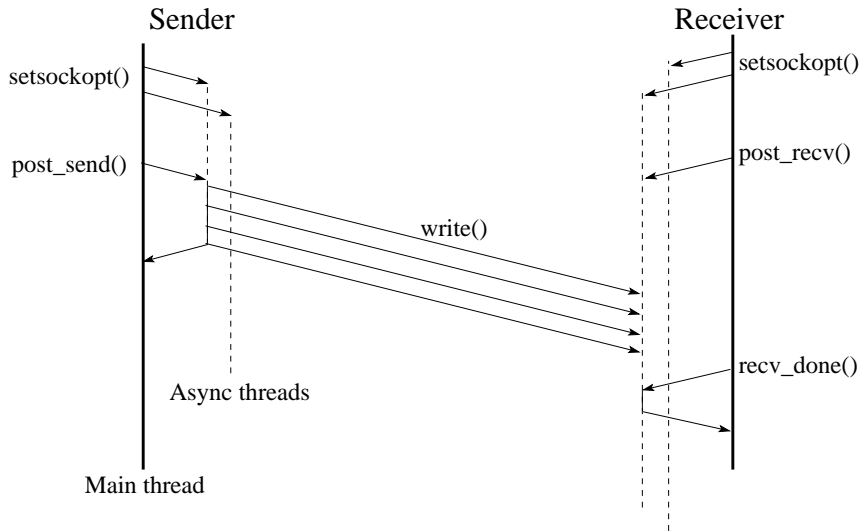 Sender
Receiver
setsockopt()
setsockopt()
post_send()
post_recv()
write()
recv_done()
Async threads
Main thread